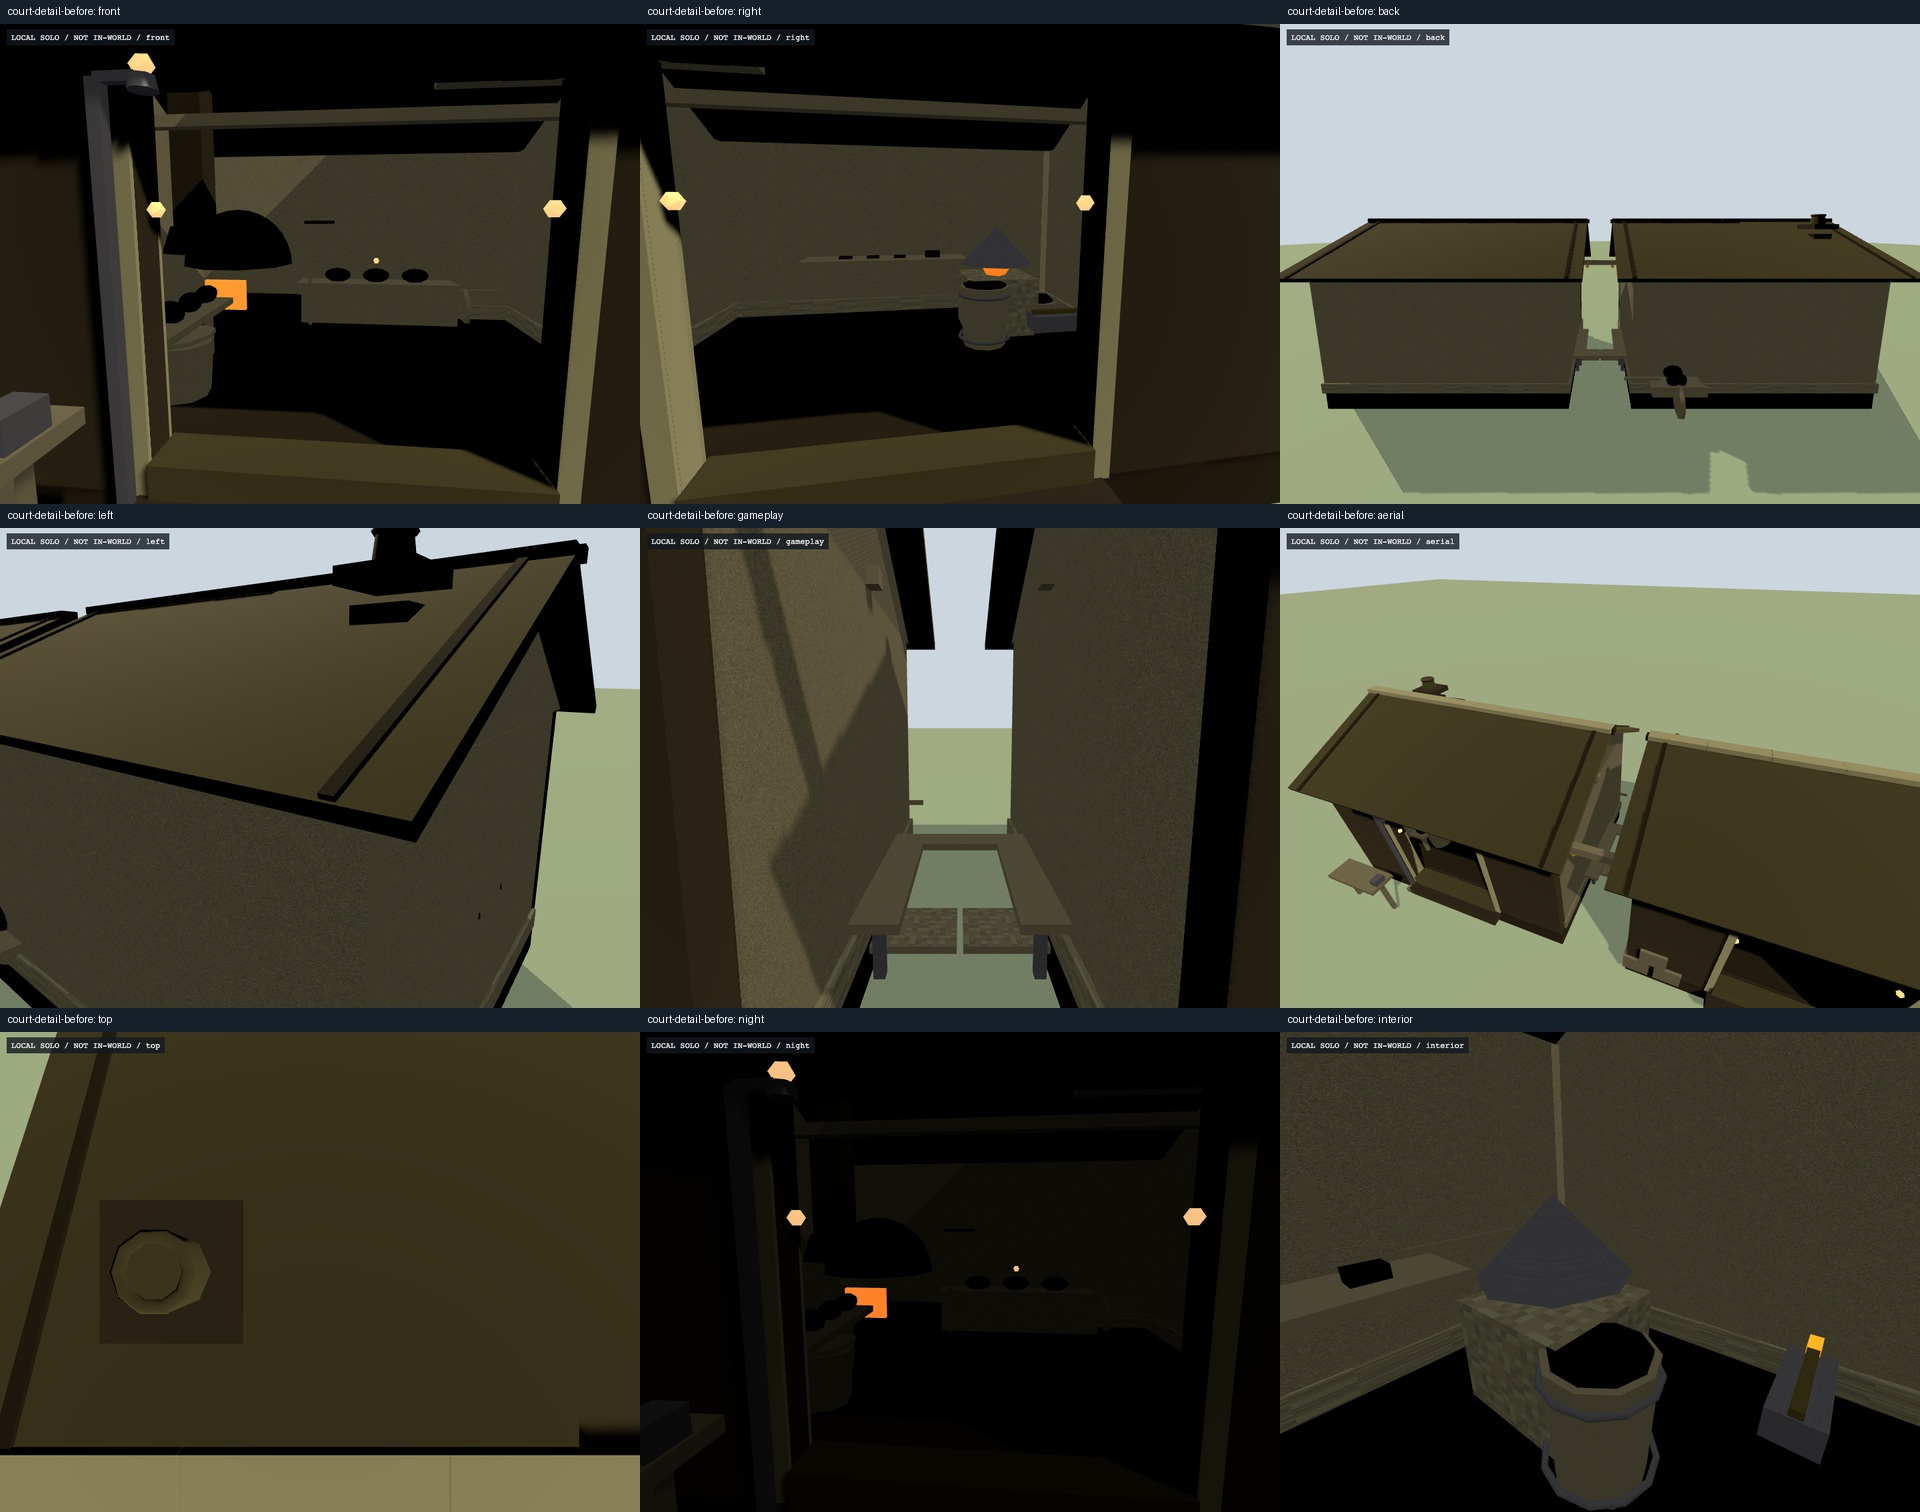 court-detail-before: front
LOCAL SOLO / NOT IN-WORLD / front
court-detail-before: right
LOCAL SOLO / NOT IN-WORLD / right
court-detail-before: back
LOCAL SOLO / NOT IN-WORLD / back
court-detail-before: left
LOCAL SOLO / NOT IN-WORLD / left
court-detail-before: gameplay
LOCAL SOLO / NOT IN-WORLD / gameplay
court-detail-before: aerial
LOCAL SOLO / NOT IN-WORLD / aerial
court-detail-before: top
LOCAL SOLO / NOT IN-WORLD / top
court-detail-before: night
LOCAL SOLO / NOT IN-WORLD / night
court-detail-before: interior
LOCAL SOLO / NOT IN-WORLD / interior